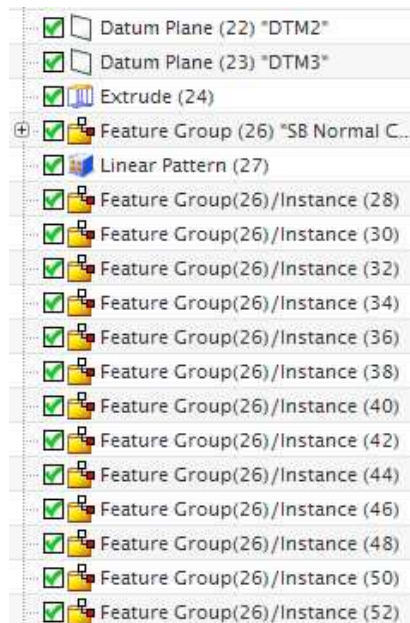 Datum Plane (22) "DTM2"
Datum Plane (23) "DTM3"
Extrude (24)
Feature Group (26) "SB Normal C...
Linear Pattern (27)
Feature Group(26)/Instance (28)
Feature Group(26)/Instance (30)
Feature Group(26)/Instance (32)
Feature Group(26)/Instance (34)
Feature Group(26)/Instance (36)
Feature Group(26)/Instance (38)
Feature Group(26)/Instance (40)
Feature Group(26)/Instance (42)
Feature Group(26)/Instance (44)
Feature Group(26)/Instance (46)
Feature Group(26)/Instance (48)
Feature Group(26)/Instance (50)
Feature Group(26)/Instance (52)